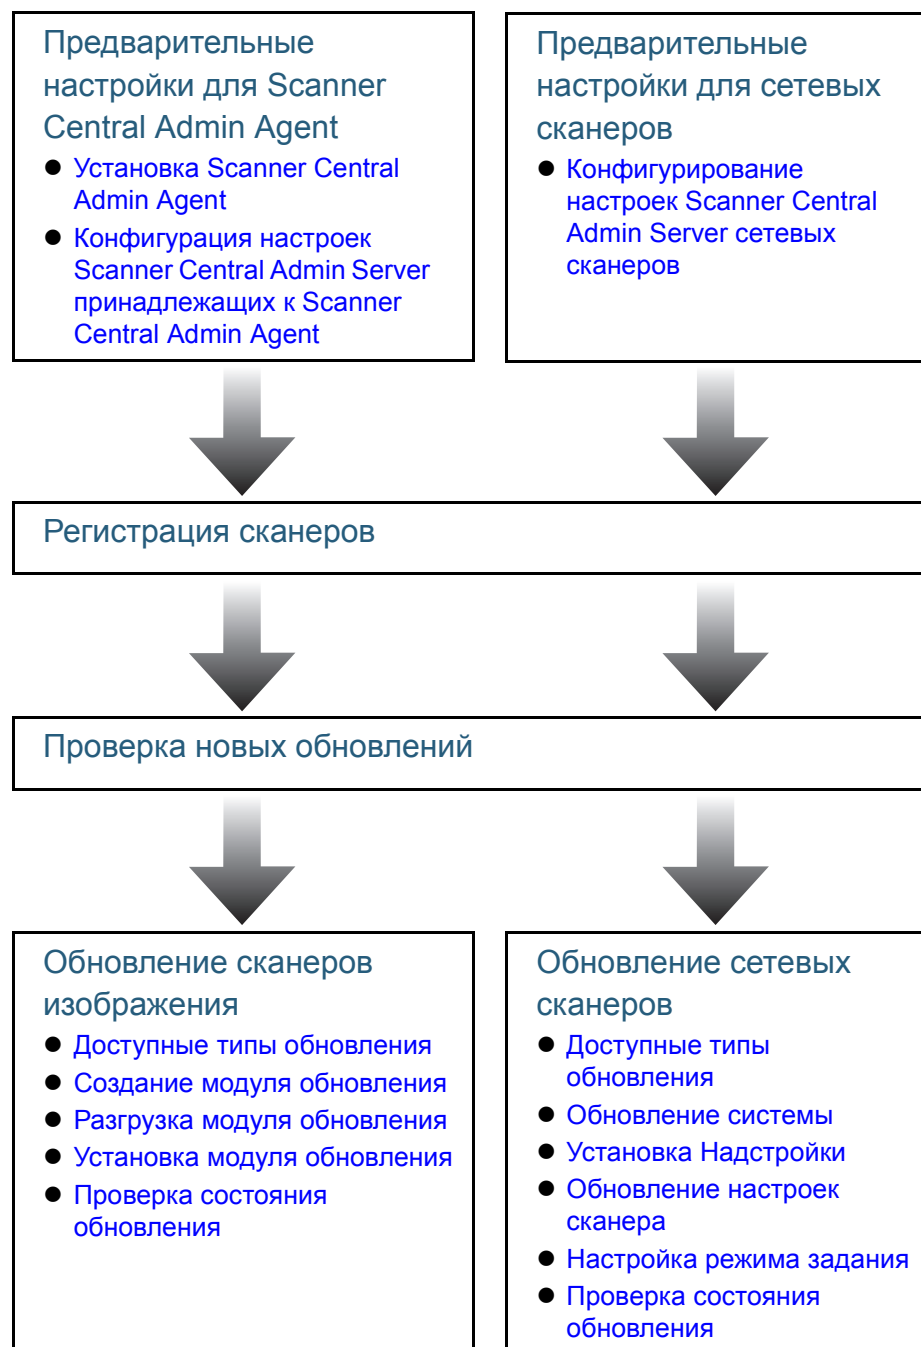 Предварительные
настройки для Scanner
Central Admin Agent
● Установка Scanner Central
Admin Agent
● Конфигурация настроек
Scanner Central Admin Server
принадлежащих к Scanner
Central Admin Agent
Предварительные
настройки для сетевых
сканеров
● Конфигурирование
настроек Scanner Central
Admin Server сетевых
сканеров
Регистрация сканеров
Проверка новых обновлений
Обновление сканеров
изображения
● Доступные типы обновления
● Создание модуля обновления
● Разгрузка модуля обновления
● Установка модуля обновления
● Проверка состояния
обновления
Обновление сетевых
сканеров
● Доступные типы
обновления
● Обновление системы
● Установка Надстройки
● Обновление настроек
сканера
● Настройка режима задания
● Проверка состояния
обновления